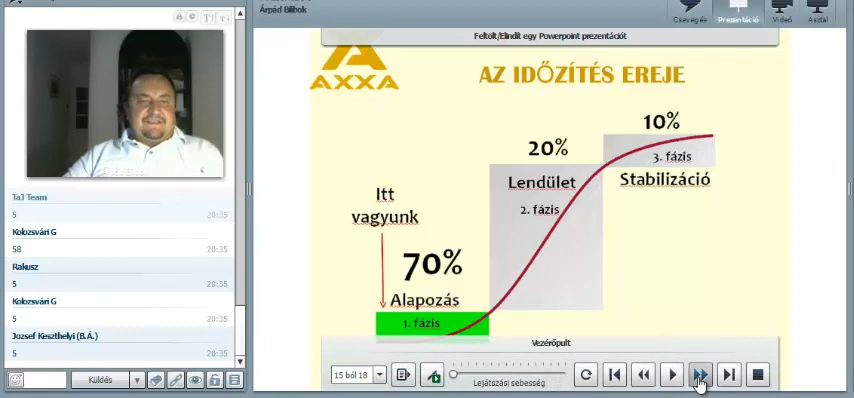 TaJ Team
5 20:35
Kolozsvári G
58 20:35
Rakusz
5 20:35
Kolozsvári G
5 20:35
Jozsef Keszthelyi (B.Á.)
5 20:35
Küldés
Árpád Bilibok
Csevegés Prezentáció Videó Asztal
Feltölt/Elindít egy Powerpoint prezentációt
AXXA
AZ IDŐZÍTÉS EREJE
10%
3. fázis
Stabilizáció
20%
Lendület
2. fázis
Itt
vagyunk
70%
Alapozás
1. fázis
Vezérőpult
15 ból 18
Lejátszási sebesség